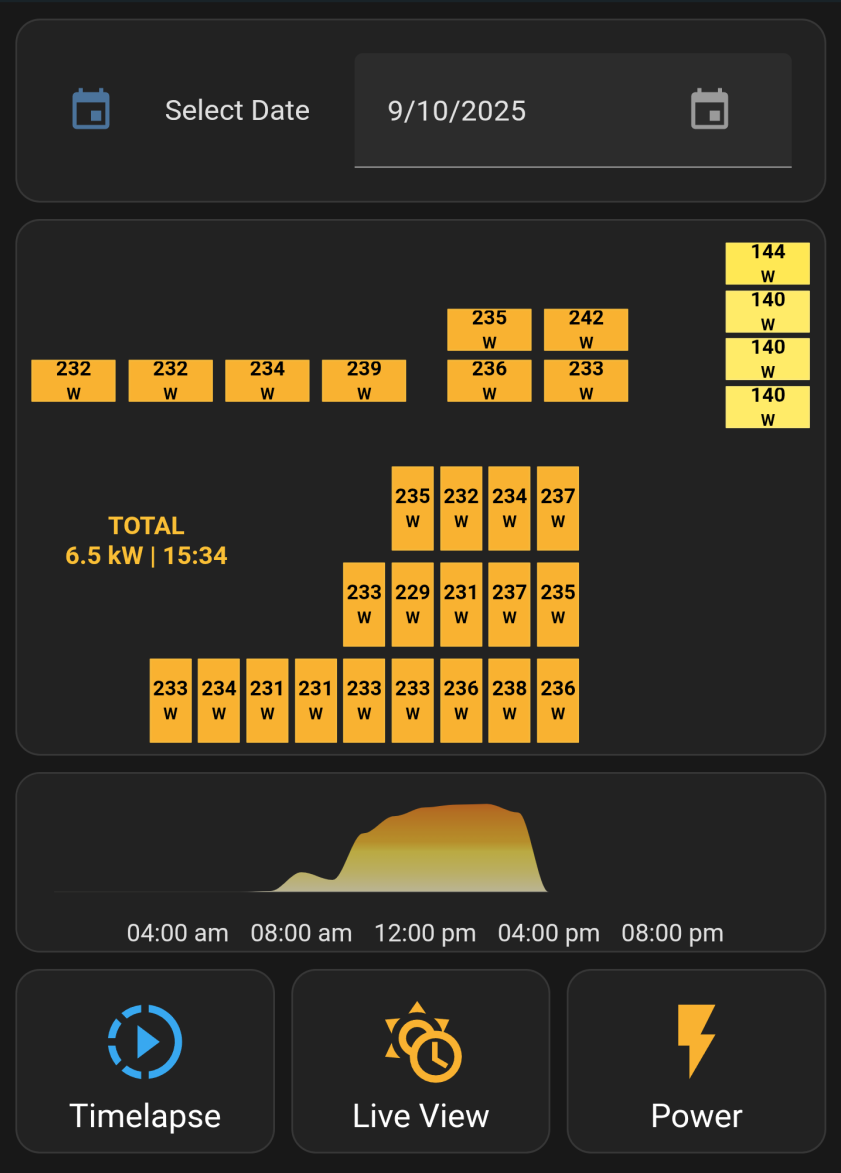 Select Date
9/10/2025
144
W
140
W
140
W
140
W
235
W
242
W
232
W
232
W
234
W
239
W
236
W
233
W
235
W
232
W
234
W
237
W
TOTAL
6.5 kW | 15:34
233
W
229
W
231
W
237
W
235
W
233
W
234
W
231
W
231
W
233
W
233
W
236
W
238
W
236
W
04:00 am
08:00 am
12:00 pm
04:00 pm
08:00 pm
Timelapse
Live View
Power